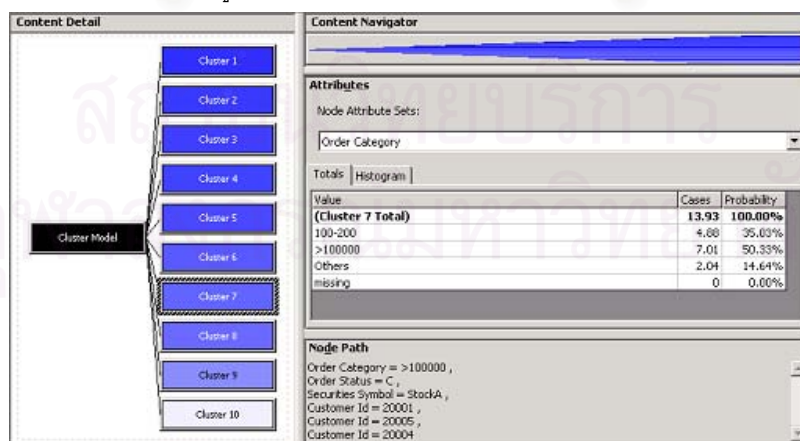 Content Detail
Cluster Model
Cluster 1
Cluster 2
Cluster 3
Cluster 4
Cluster 5
Cluster 6
Cluster 7
Cluster 8
Cluster 9
Cluster 10
Content Navigator
Attributes
Node Attribute Sets:
Order Category
Totals Histogram
Value Cases Probability
(Cluster 7 Total) 13.93 100.00%
100-200 4.88 35.03%
>100000 7.01 50.33%
Others 2.04 14.64%
missing 0 0.00%
Node Path
Order Category = >100000 ,
Order Status = C ,
Securities Symbol = StockA ,
Customer Id = 20001 ,
Customer Id = 20005 ,
Customer Id = 20004